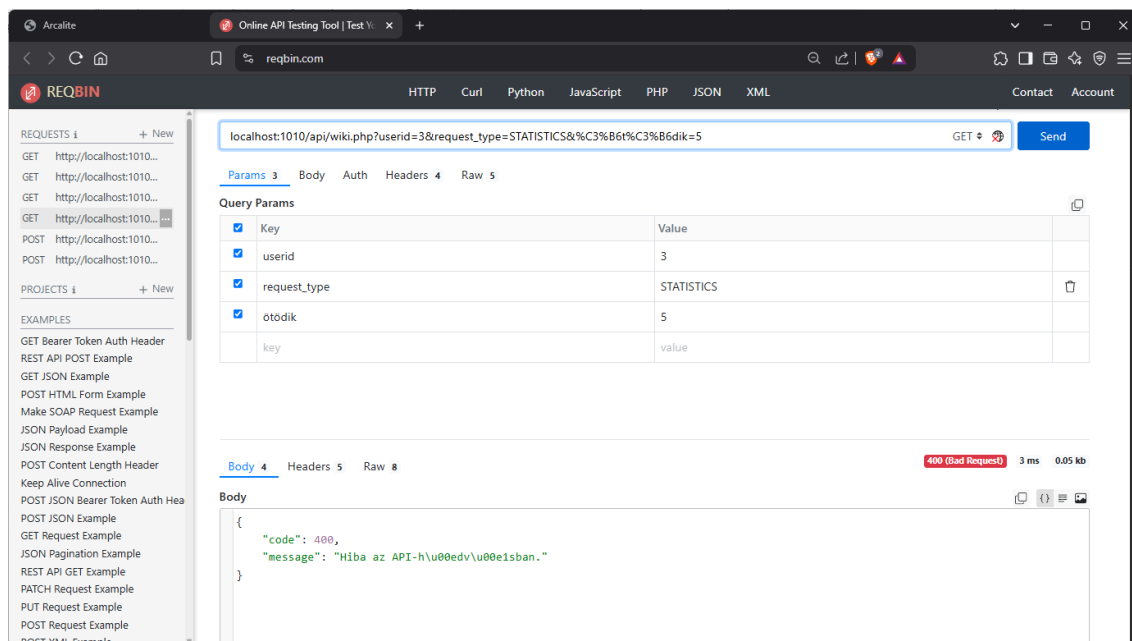 Arcalite
Online API Testing Tool | Test Yo
reqbin.com
2
REQBIN
HTTP Curl Python JavaScript PHP JSON XML
Contact Account
REQUESTS i + New
GET http://localhost:1010...
GET http://localhost:1010...
GET http://localhost:1010...
GET http://localhost:1010... ...
POST http://localhost:1010...
POST http://localhost:1010...
PROJECTS i + New
EXAMPLES
GET Bearer Token Auth Header
REST API POST Example
GET JSON Example
POST HTML Form Example
Make SOAP Request Example
JSON Payload Example
JSON Response Example
POST Content Length Header
Keep Alive Connection
POST JSON Bearer Token Auth Hea
POST JSON Example
GET Request Example
JSON Pagination Example
REST API GET Example
PATCH Request Example
PUT Request Example
POST Request Example
POST XML Example
localhost:1010/api/wiki.php?userid=3&request_type=STATISTICS&%C3%B6t%C3%B6dik=5
GET
Send
Params 3 Body Auth Headers 4 Raw 5
Query Params
Key Value
userid 3
request_type STATISTICS
ötödik 5
key value
Body 4 Headers 5 Raw 8
400 (Bad Request) 3 ms 0.05 kb
Body
{}
{
"code": 400,
"message": "Hiba az API-h\u00edv\u00e1sban."
}